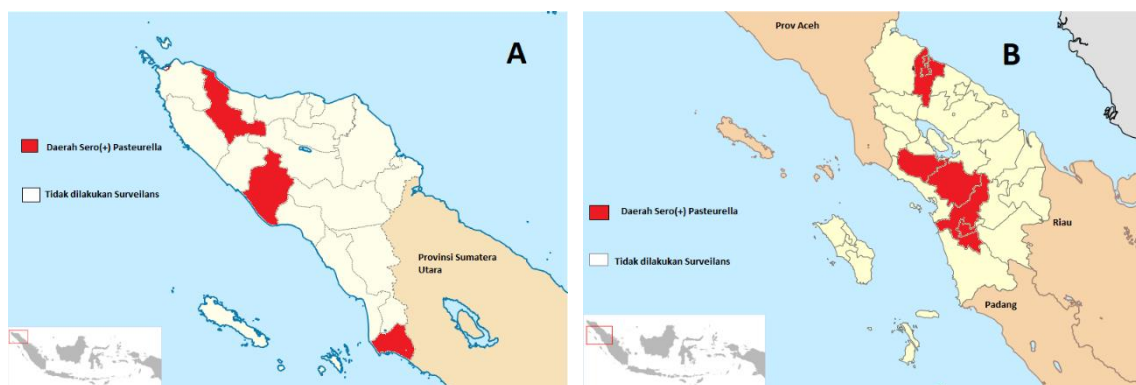 A
Daerah Sero(+) Pasteurella
Tidak dilakukan Surveilans
Provinsi Sumatera
Utara
Prov Aceh
B
Daerah Sero(+) Pasteurella
Tidak dilakukan Surveilans
Riau
Padang